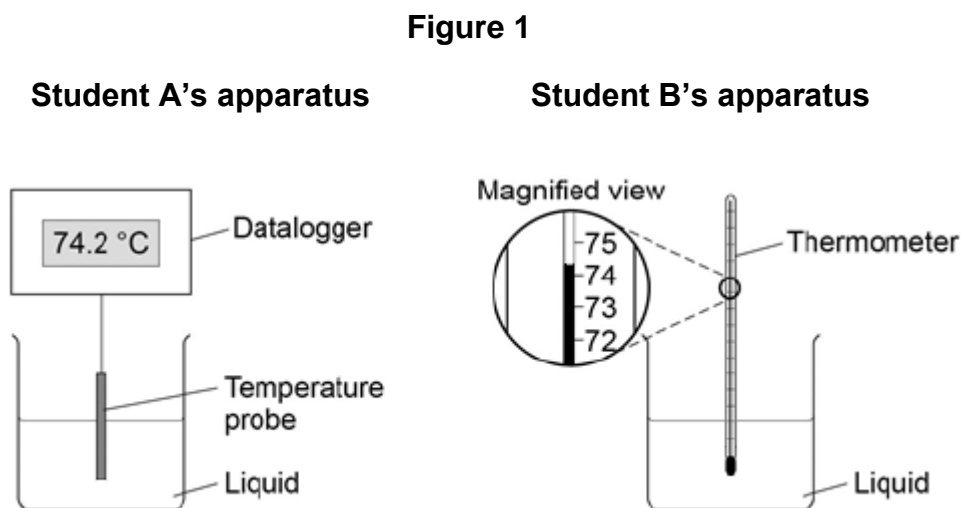 Figure 1
Student A’s apparatus
Student B’s apparatus
74.2 °C
Datalogger
Temperature
probe
Liquid
Magnified view
75
74
73
72
Thermometer
Liquid